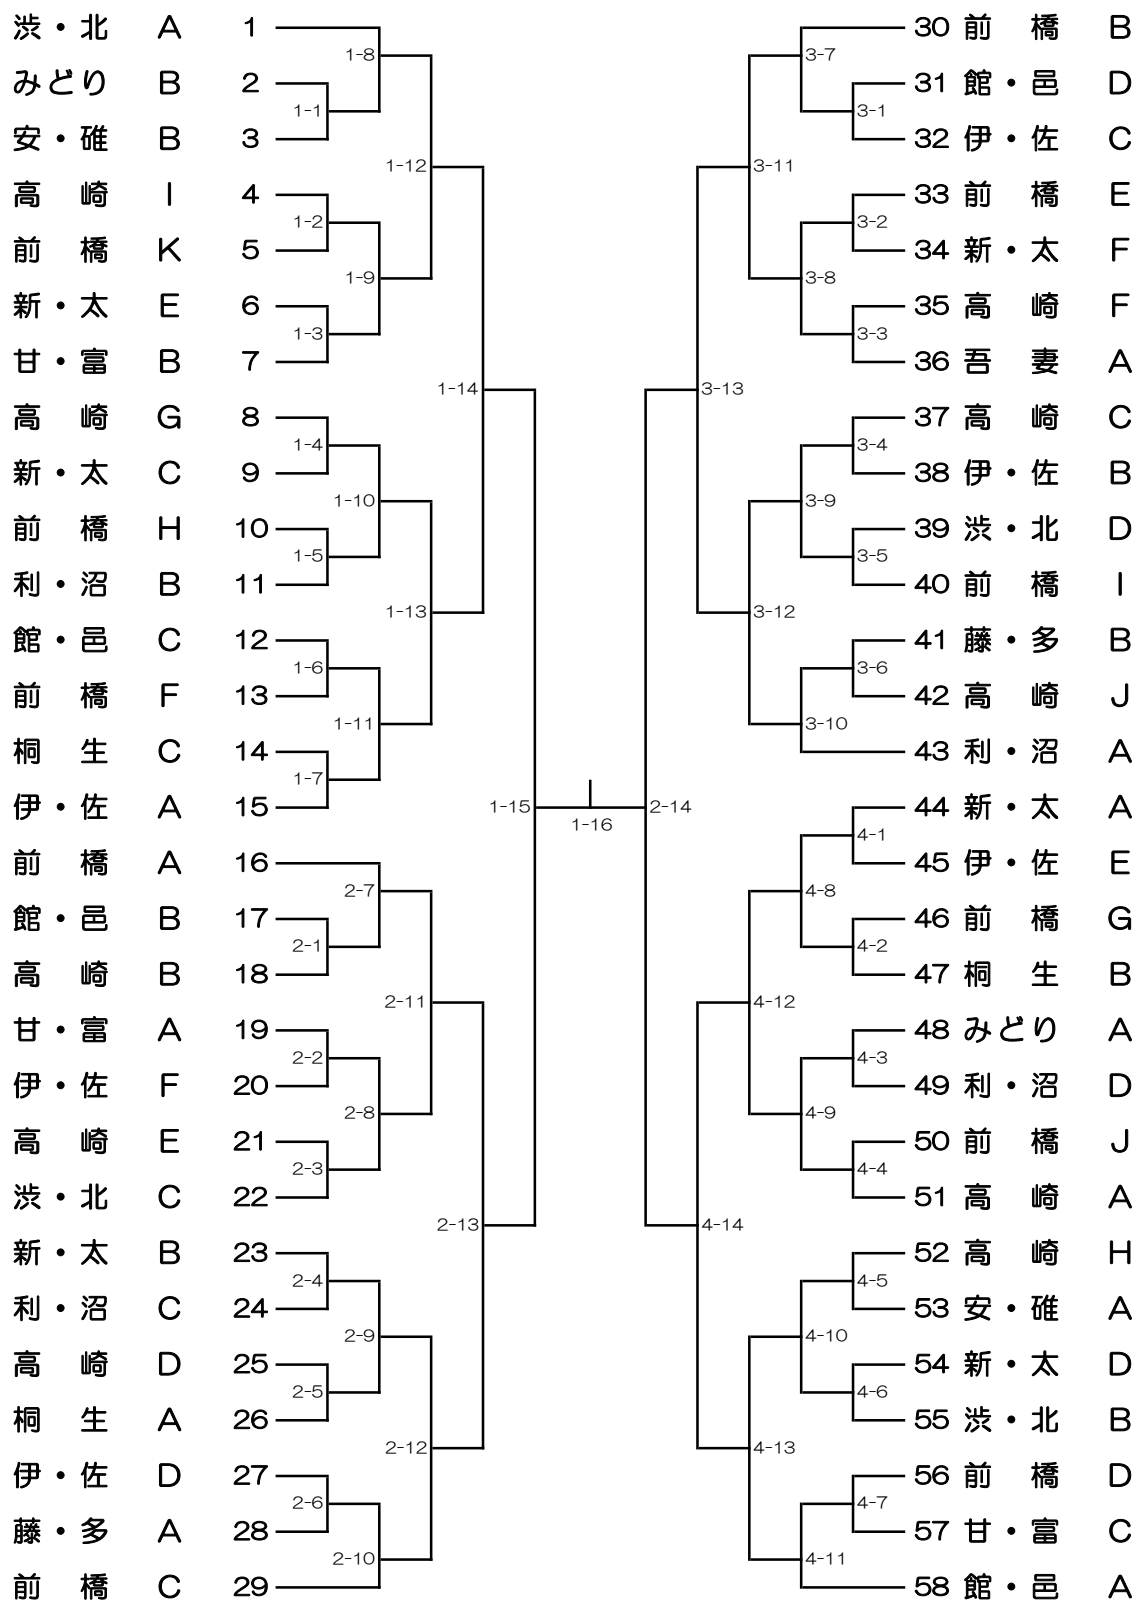 渋・北 A 1
みどり B 2
安・碓 B 3
高崎 I 4
前橋 K 5
新・太 E 6
甘・富 B 7
高崎 G 8
新・太 C 9
前橋 H 10
利・沼 B 11
館・邑 C 12
前橋 F 13
桐生 C 14
伊・佐 A 15
前橋 A 16
館・邑 B 17
高崎 B 18
甘・富 A 19
伊・佐 F 20
高崎 E 21
渋・北 C 22
新・太 B 23
利・沼 C 24
高崎 D 25
桐生 A 26
伊・佐 D 27
藤・多 A 28
前橋 C 29
1-1
1-2
1-3
1-4
1-5
1-6
1-7
2-1
2-2
2-3
2-4
2-5
2-6
1-8
1-9
1-10
1-11
2-7
2-8
2-9
2-10
1-12
1-13
2-11
2-12
1-14
2-13
1-15
1-16
2-14
3-13
4-14
3-11
3-12
4-12
4-13
3-7
3-8
3-9
3-10
4-8
4-9
4-10
4-11
3-1
3-2
3-3
3-4
3-5
3-6
4-1
4-2
4-3
4-4
4-5
4-6
4-7
30 前橋 B
31 館・邑 D
32 伊・佐 C
33 前橋 E
34 新・太 F
35 高崎 F
36 吾妻 A
37 高崎 C
38 伊・佐 B
39 渋・北 D
40 前橋 I
41 藤・多 B
42 高崎 J
43 利・沼 A
44 新・太 A
45 伊・佐 E
46 前橋 G
47 桐生 B
48 みどり A
49 利・沼 D
50 前橋 J
51 高崎 A
52 高崎 H
53 安・碓 A
54 新・太 D
55 渋・北 B
56 前橋 D
57 甘・富 C
58 館・邑 A